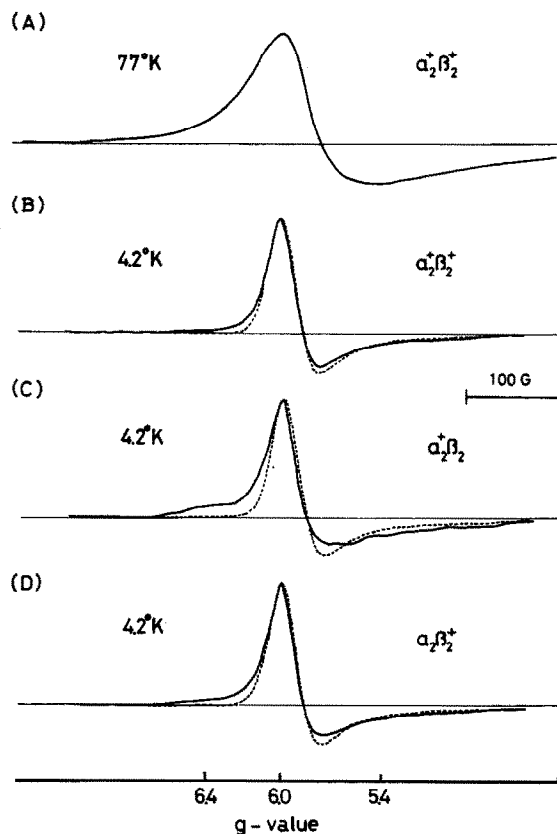 (A)
77°K α₂⁺β₂⁺
(B)
4.2°K α₂⁺β₂⁺
100 G
(C)
4.2°K α₂⁺β₂
(D)
4.2°K α₂β₂⁺
6.4 6.0 5.4
g-value